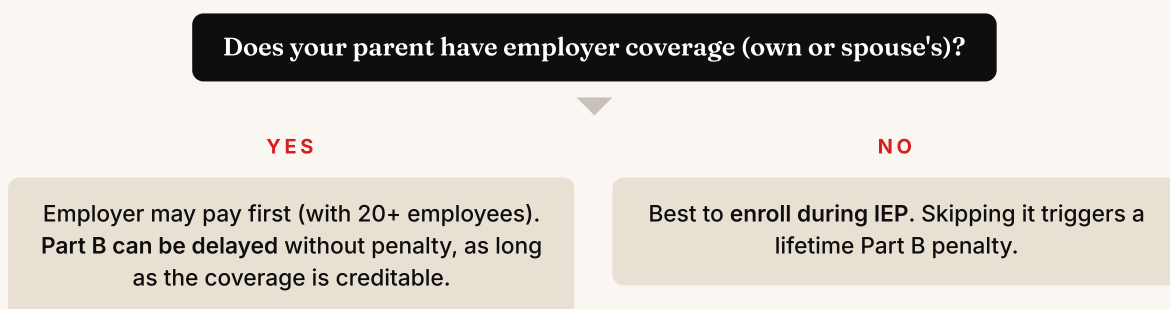 Does your parent have employer coverage (own or spouse's)?
YES
Employer may pay first (with 20+ employees).
Part B can be delayed without penalty, as long
as the coverage is creditable.
NO
Best to enroll during IEP. Skipping it triggers a
lifetime Part B penalty.